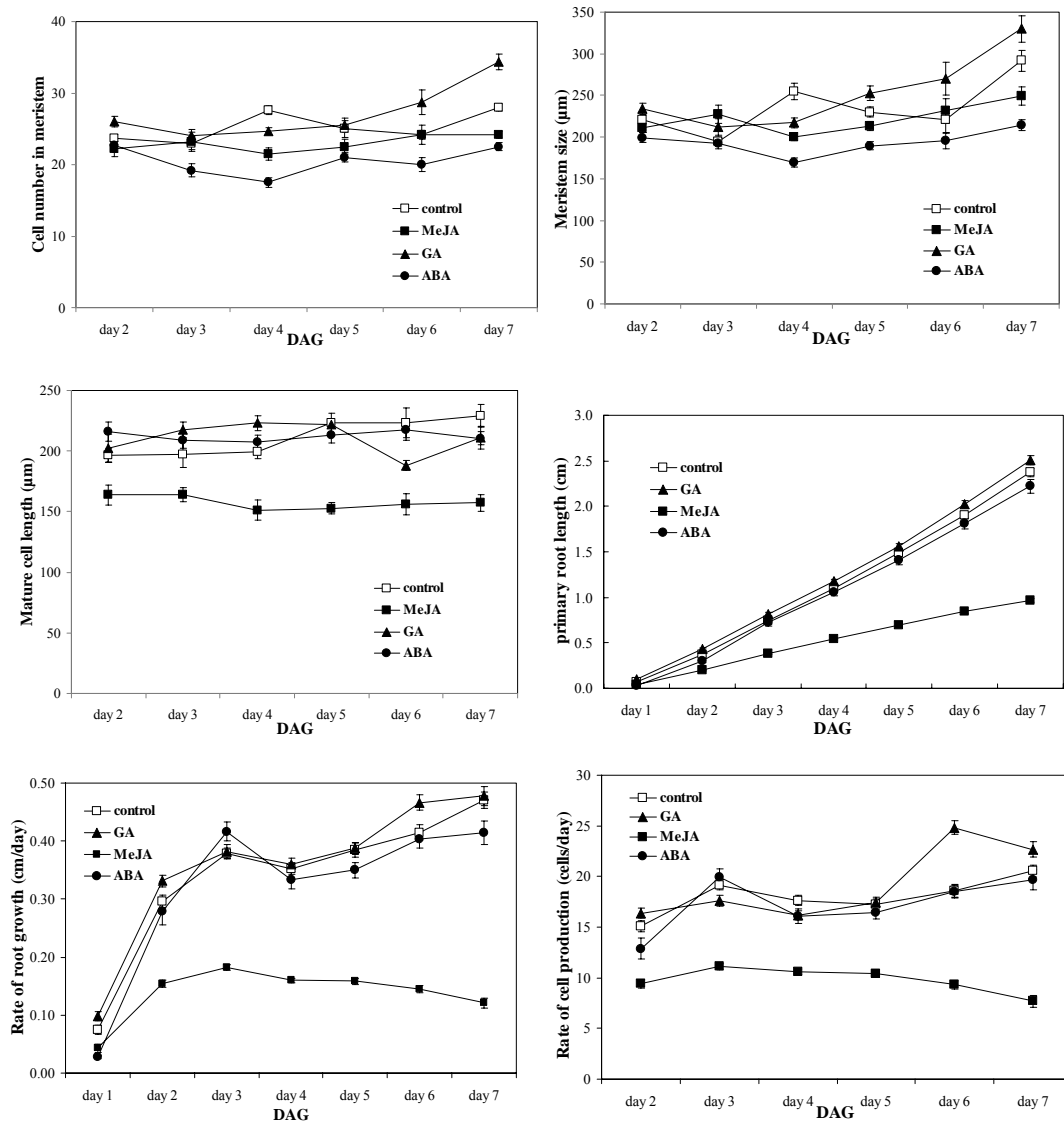 40
30
20
10
0
Cell number in meristem
control
MeJA
GA
ABA
day 2 day 3 day 4 day 5 day 6 day 7
DAG
350
300
250
200
150
100
50
0
Meristem size (µm)
control
MeJA
GA
ABA
day 2 day 3 day 4 day 5 day 6 day 7
DAG
250
200
150
100
50
0
Mature cell length (µm)
control
MeJA
GA
ABA
day 2 day 3 day 4 day 5 day 6 day 7
DAG
3.0
2.5
2.0
1.5
1.0
0.5
0.0
primary root length (cm)
control
GA
MeJA
ABA
day 1 day 2 day 3 day 4 day 5 day 6 day 7
DAG
0.50
0.40
0.30
0.20
0.10
0.00
Rate of root growth (cm/day)
control
GA
MeJA
ABA
day 1 day 2 day 3 day 4 day 5 day 6 day 7
DAG
30
25
20
15
10
5
0
Rate of cell production (cells/day)
control
GA
MeJA
ABA
day 2 day 3 day 4 day 5 day 6 day 7
DAG